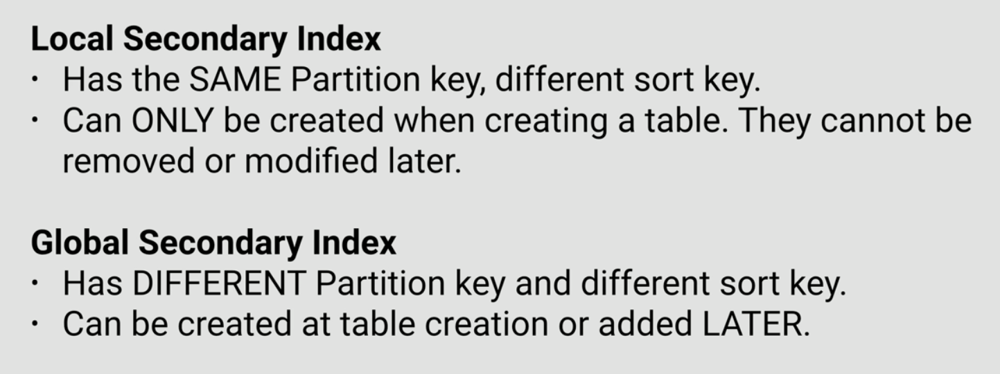 Local Secondary Index
· Has the SAME Partition key, different sort key.
· Can ONLY be created when creating a table. They cannot be
removed or modified later.
Global Secondary Index
· Has DIFFERENT Partition key and different sort key.
· Can be created at table creation or added LATER.